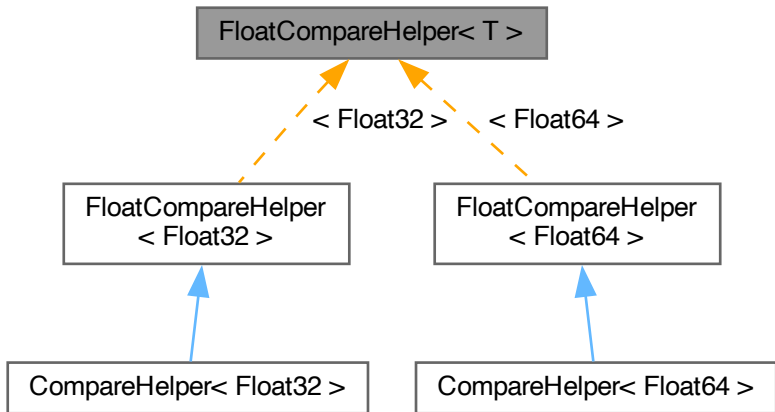 FloatCompareHelper< T >
< Float32 >
< Float64 >
FloatCompareHelper
< Float32 >
FloatCompareHelper
< Float64 >
CompareHelper< Float32 >
CompareHelper< Float64 >